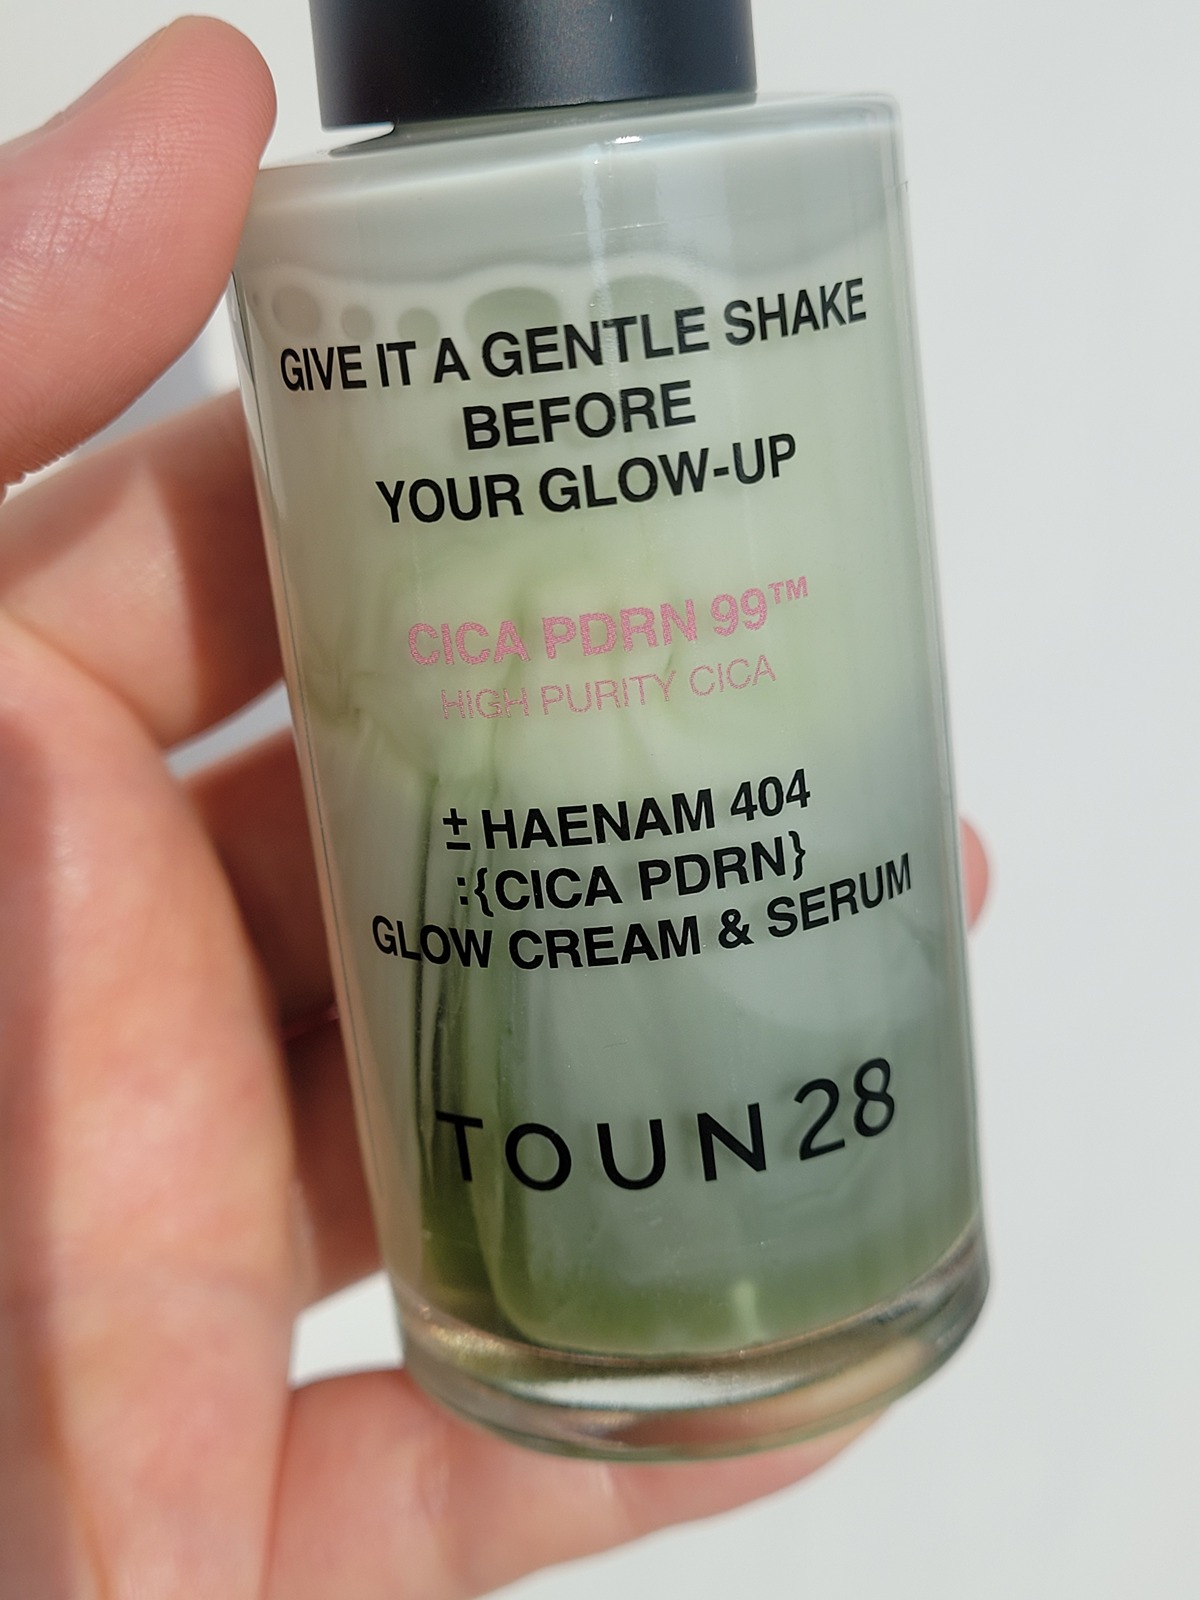 GIVE IT A GENTLE SHAKE
BEFORE
YOUR GLOW-UP
CICA PDRN 99™
HIGH PURITY CICA
± HAENAM 404
:{CICA PDRN}
GLOW CREAM & SERUM
TOUN28